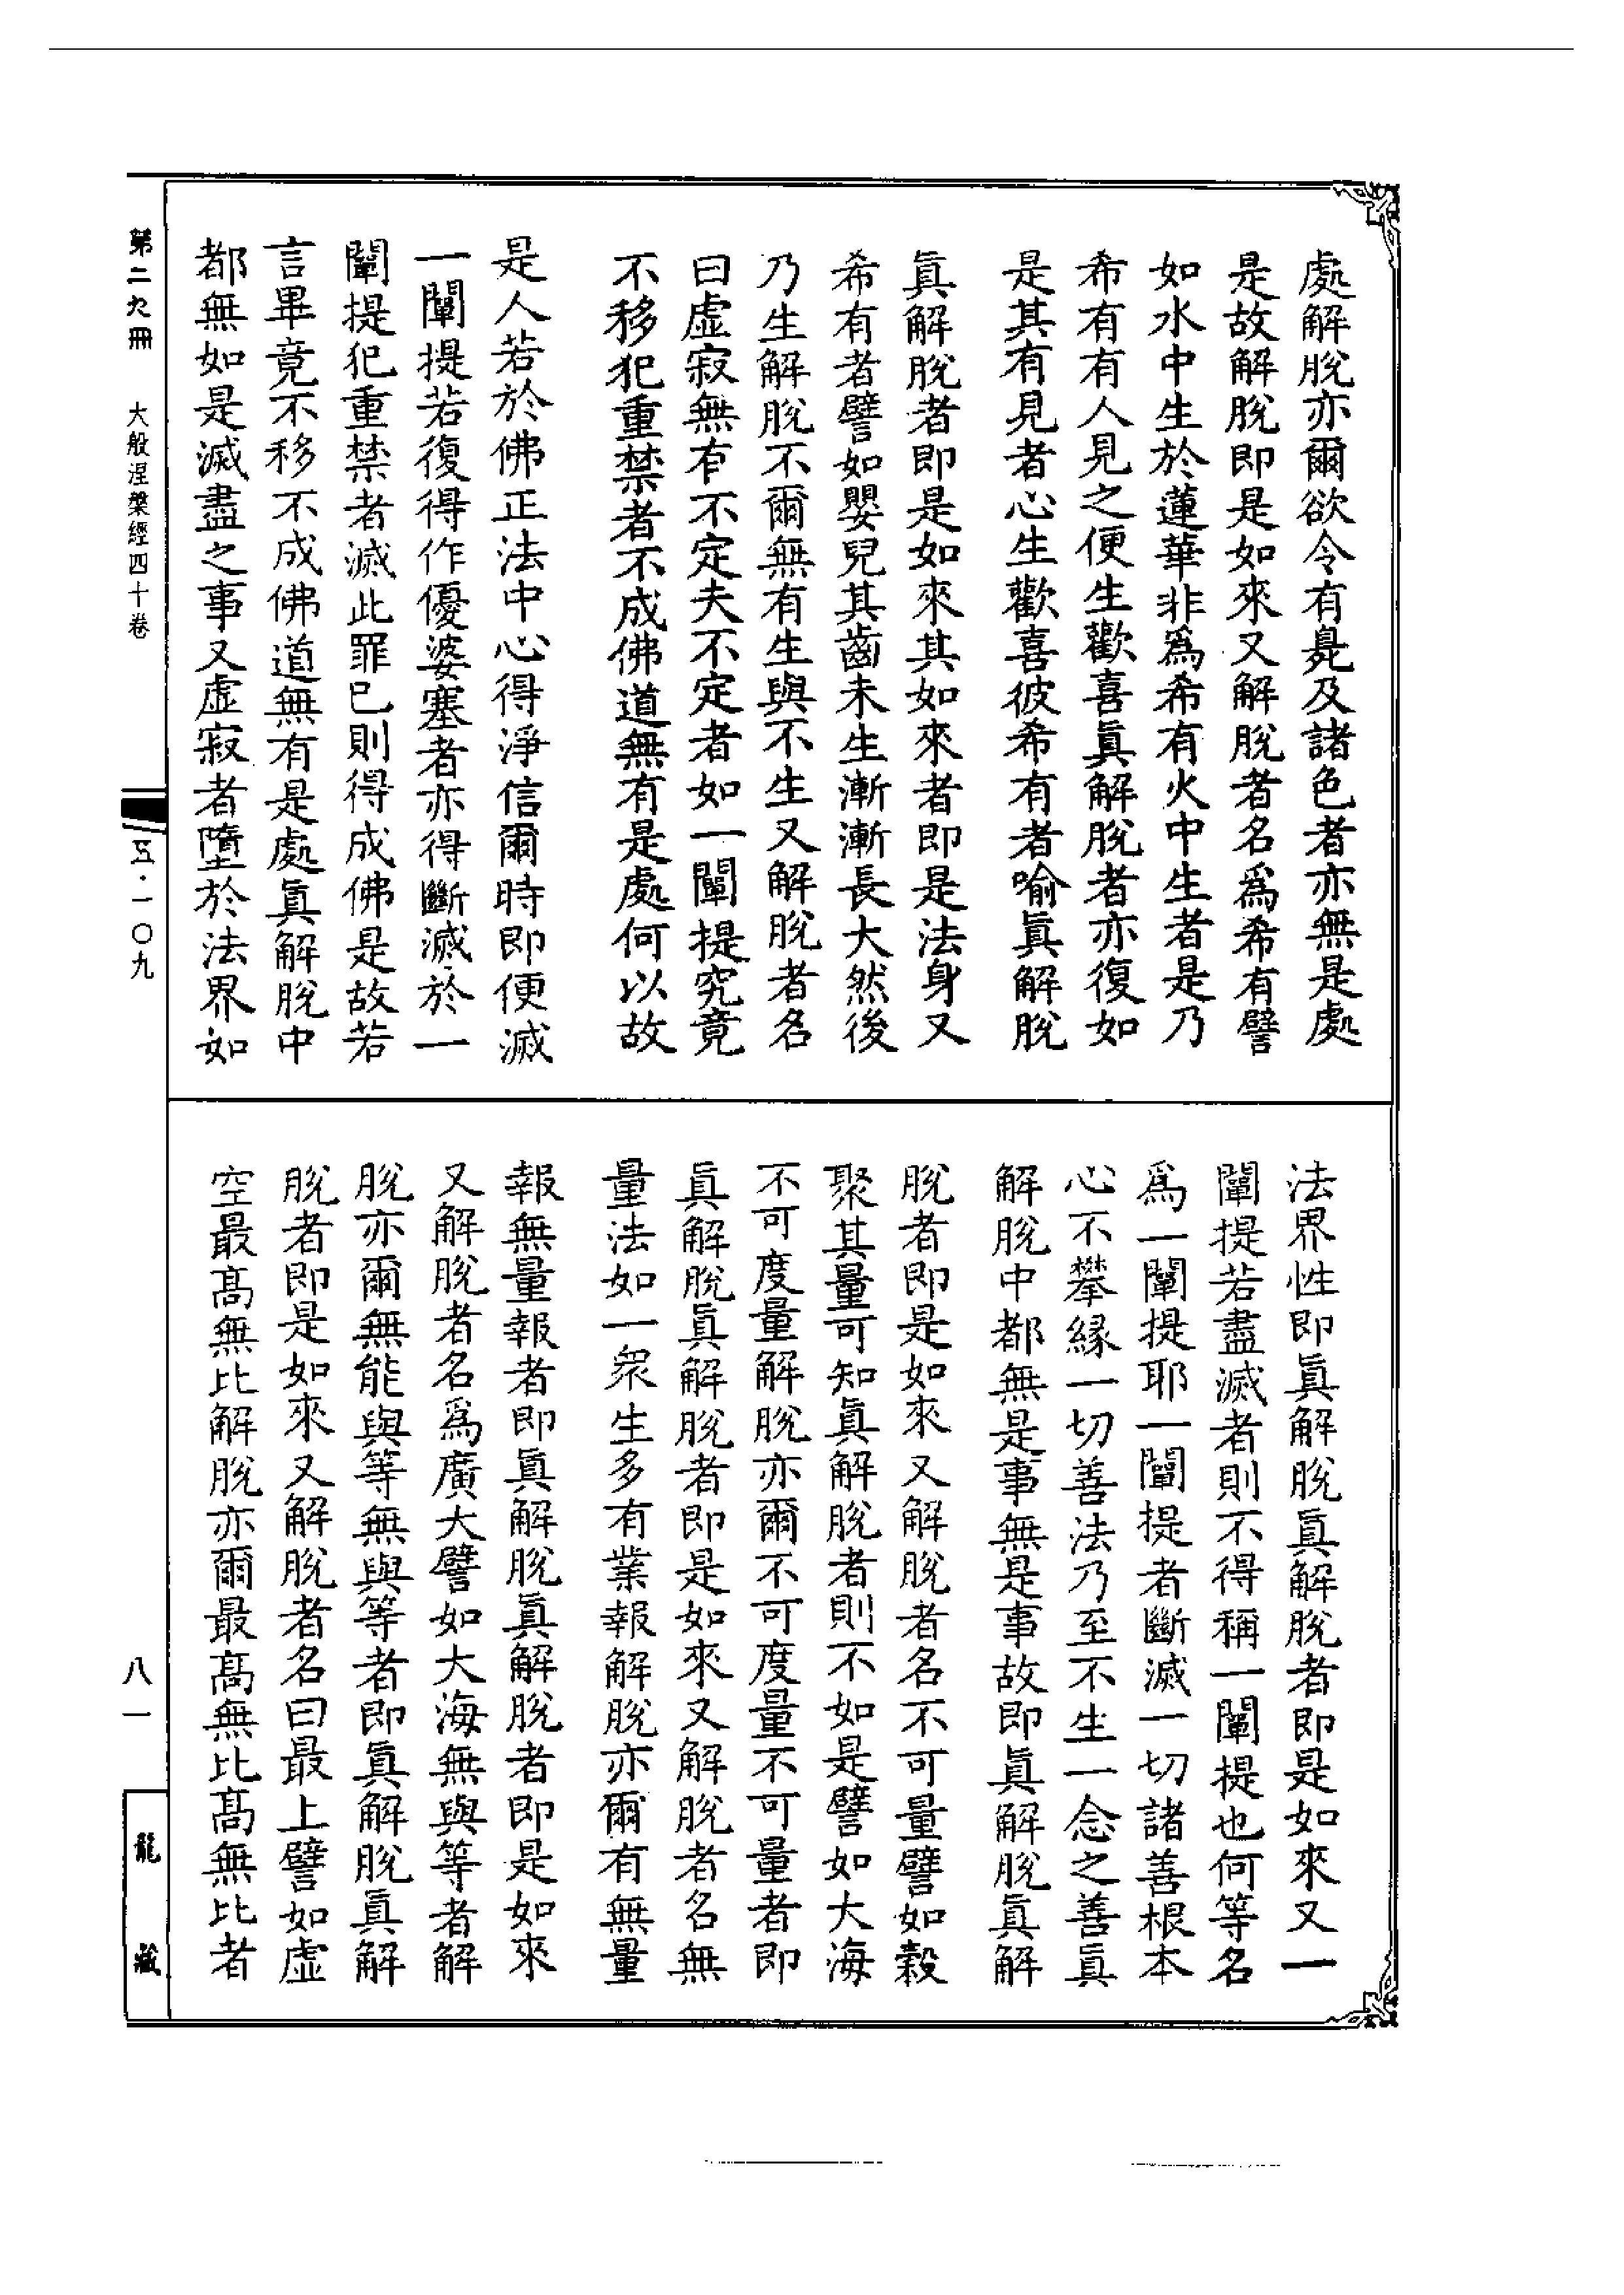 處解脫亦爾欲令有臰及諸色者亦無是處
是故解脫即是如來又解脫者名爲希有譬
如水中生於蓮華非爲希有火中生者是乃
希有有人見之便生歡喜眞解脫者亦復如
是其有見者心生歡喜彼希有者喻眞解脫
眞解脫者即是如來其如來者即是法身又
希有者譬如嬰兒其齒未生漸漸長大然後
乃生解脫不爾無有生與不生又解脫者名
曰虛寂無有不定夫不定者如一闡提究竟
不移犯重禁者不成佛道無有是處何以故
是人若於佛正法中心得淨信爾時即便滅
一闡提若復得作優婆塞者亦得斷滅於一
闡提犯重禁者滅此罪已則得成佛是故若
言畢竟不移不成佛道無有是處眞解脫中
都無如是滅盡之事又虛寂者墮於法界如
法界性即眞解脫眞解脫者即是如來又一
闡提若盡滅者則不得稱一闡提也何等名
爲一闡提耶一闡提者斷滅一切諸善根本
心不攀緣一切善法乃至不生一念之善眞
解脫中都無是事無是事故即眞解脫眞解
脫者即是如來又解脫者名不可量譬如穀
聚其量可知眞解脫者則不如是譬如大海
不可度量解脫亦爾不可度量不可量者即
眞解脫眞解脫者即是如來又解脫者名無
量法如一衆生多有業報解脫亦爾有無量
報無量報者即眞解脫眞解脫者即是如來
又解脫者名爲廣大譬如大海無與等者解
脫亦爾無能與等無與等者即眞解脫眞解
脫者即是如來又解脫者名曰最上譬如虛
空最高無比解脫亦爾最高無比高無比者
第二九冊 大般涅槃經四十卷
五·一〇九
八一
龍藏